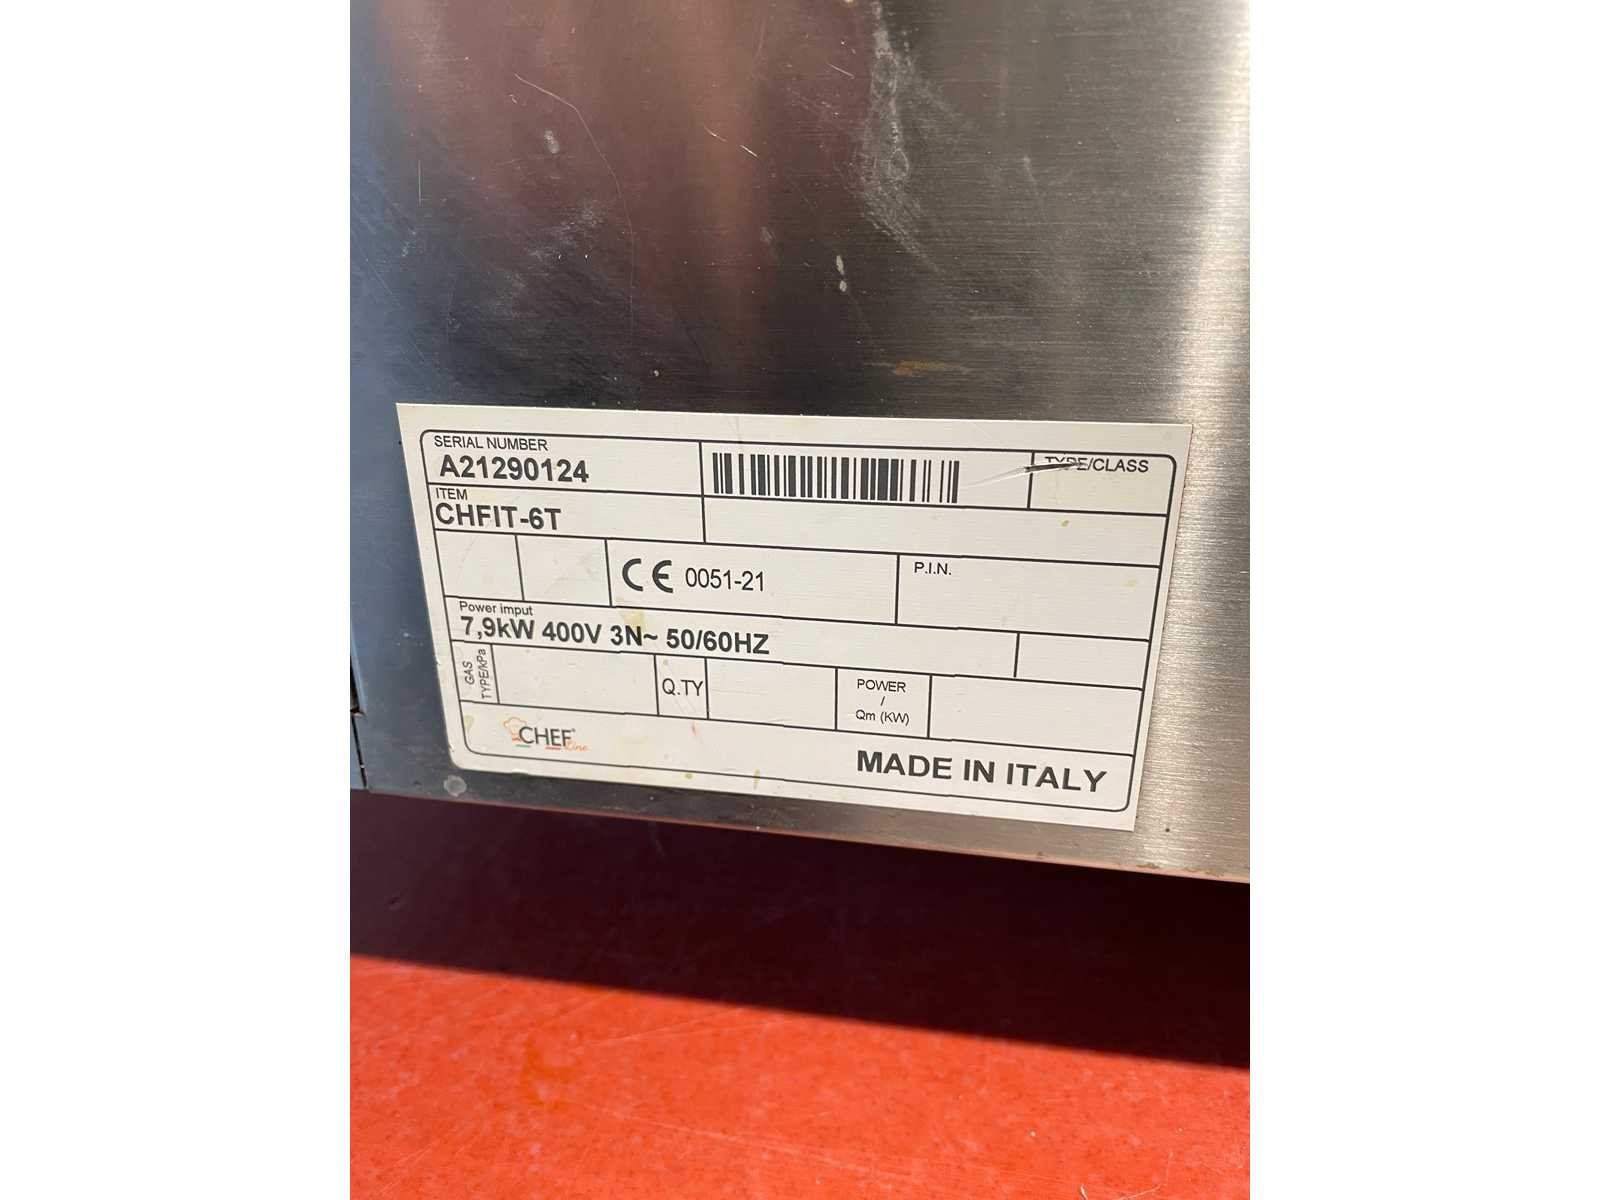 SERIAL NUMBER
A21290124
TYPE/CLASS
ITEM
CHFIT-6T
CE 0051-21
P.I.N.
Power imput
7,9kW 400V 3N~ 50/60HZ
GAS
TYPE/kPa
Q.TY
POWER
/
Qm (KW)
CHEF®
Line
MADE IN ITALY